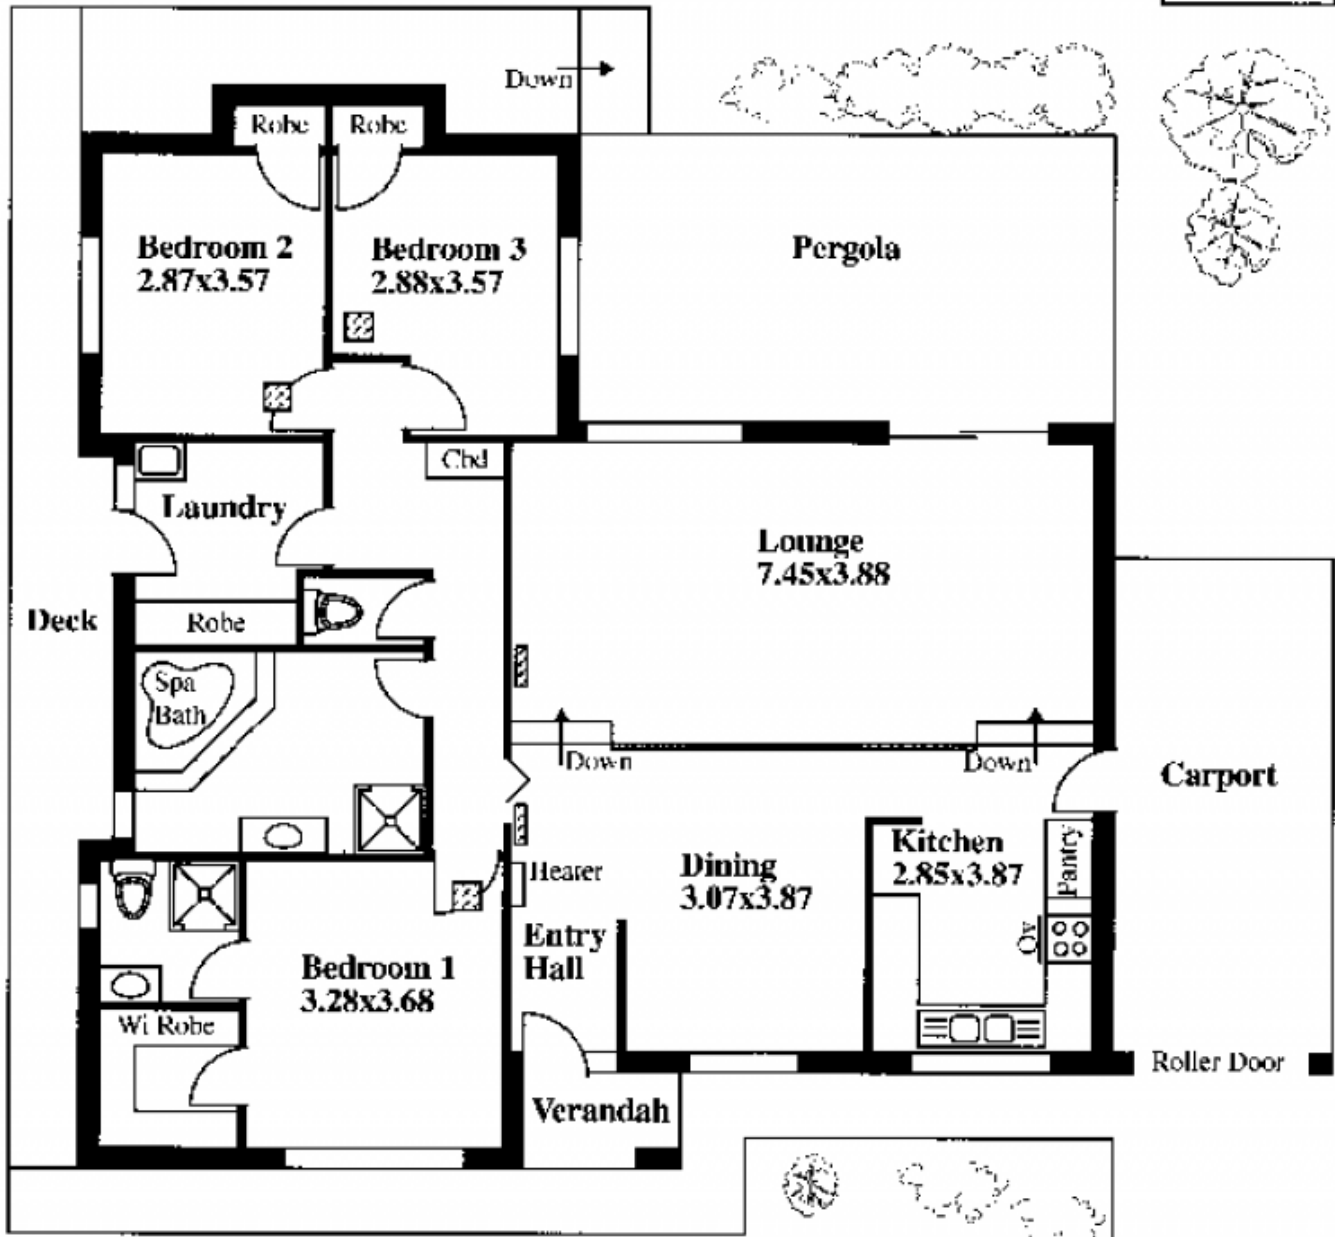 Down
Robe
Robe
Bedroom 2
2.87x3.57
Bedroom 3
2.88x3.57
Pergola
Cbd
Laundry
Lounge
7.45x3.88
Deck
Robe
Spa
Bath
Down
Down
Carport
Kitchen
2.85x3.87
Pantry
Heater
Dining
3.07x3.87
Ov
Entry
Hall
Bedroom 1
3.28x3.68
Wi Robe
Roller Door
Verandah